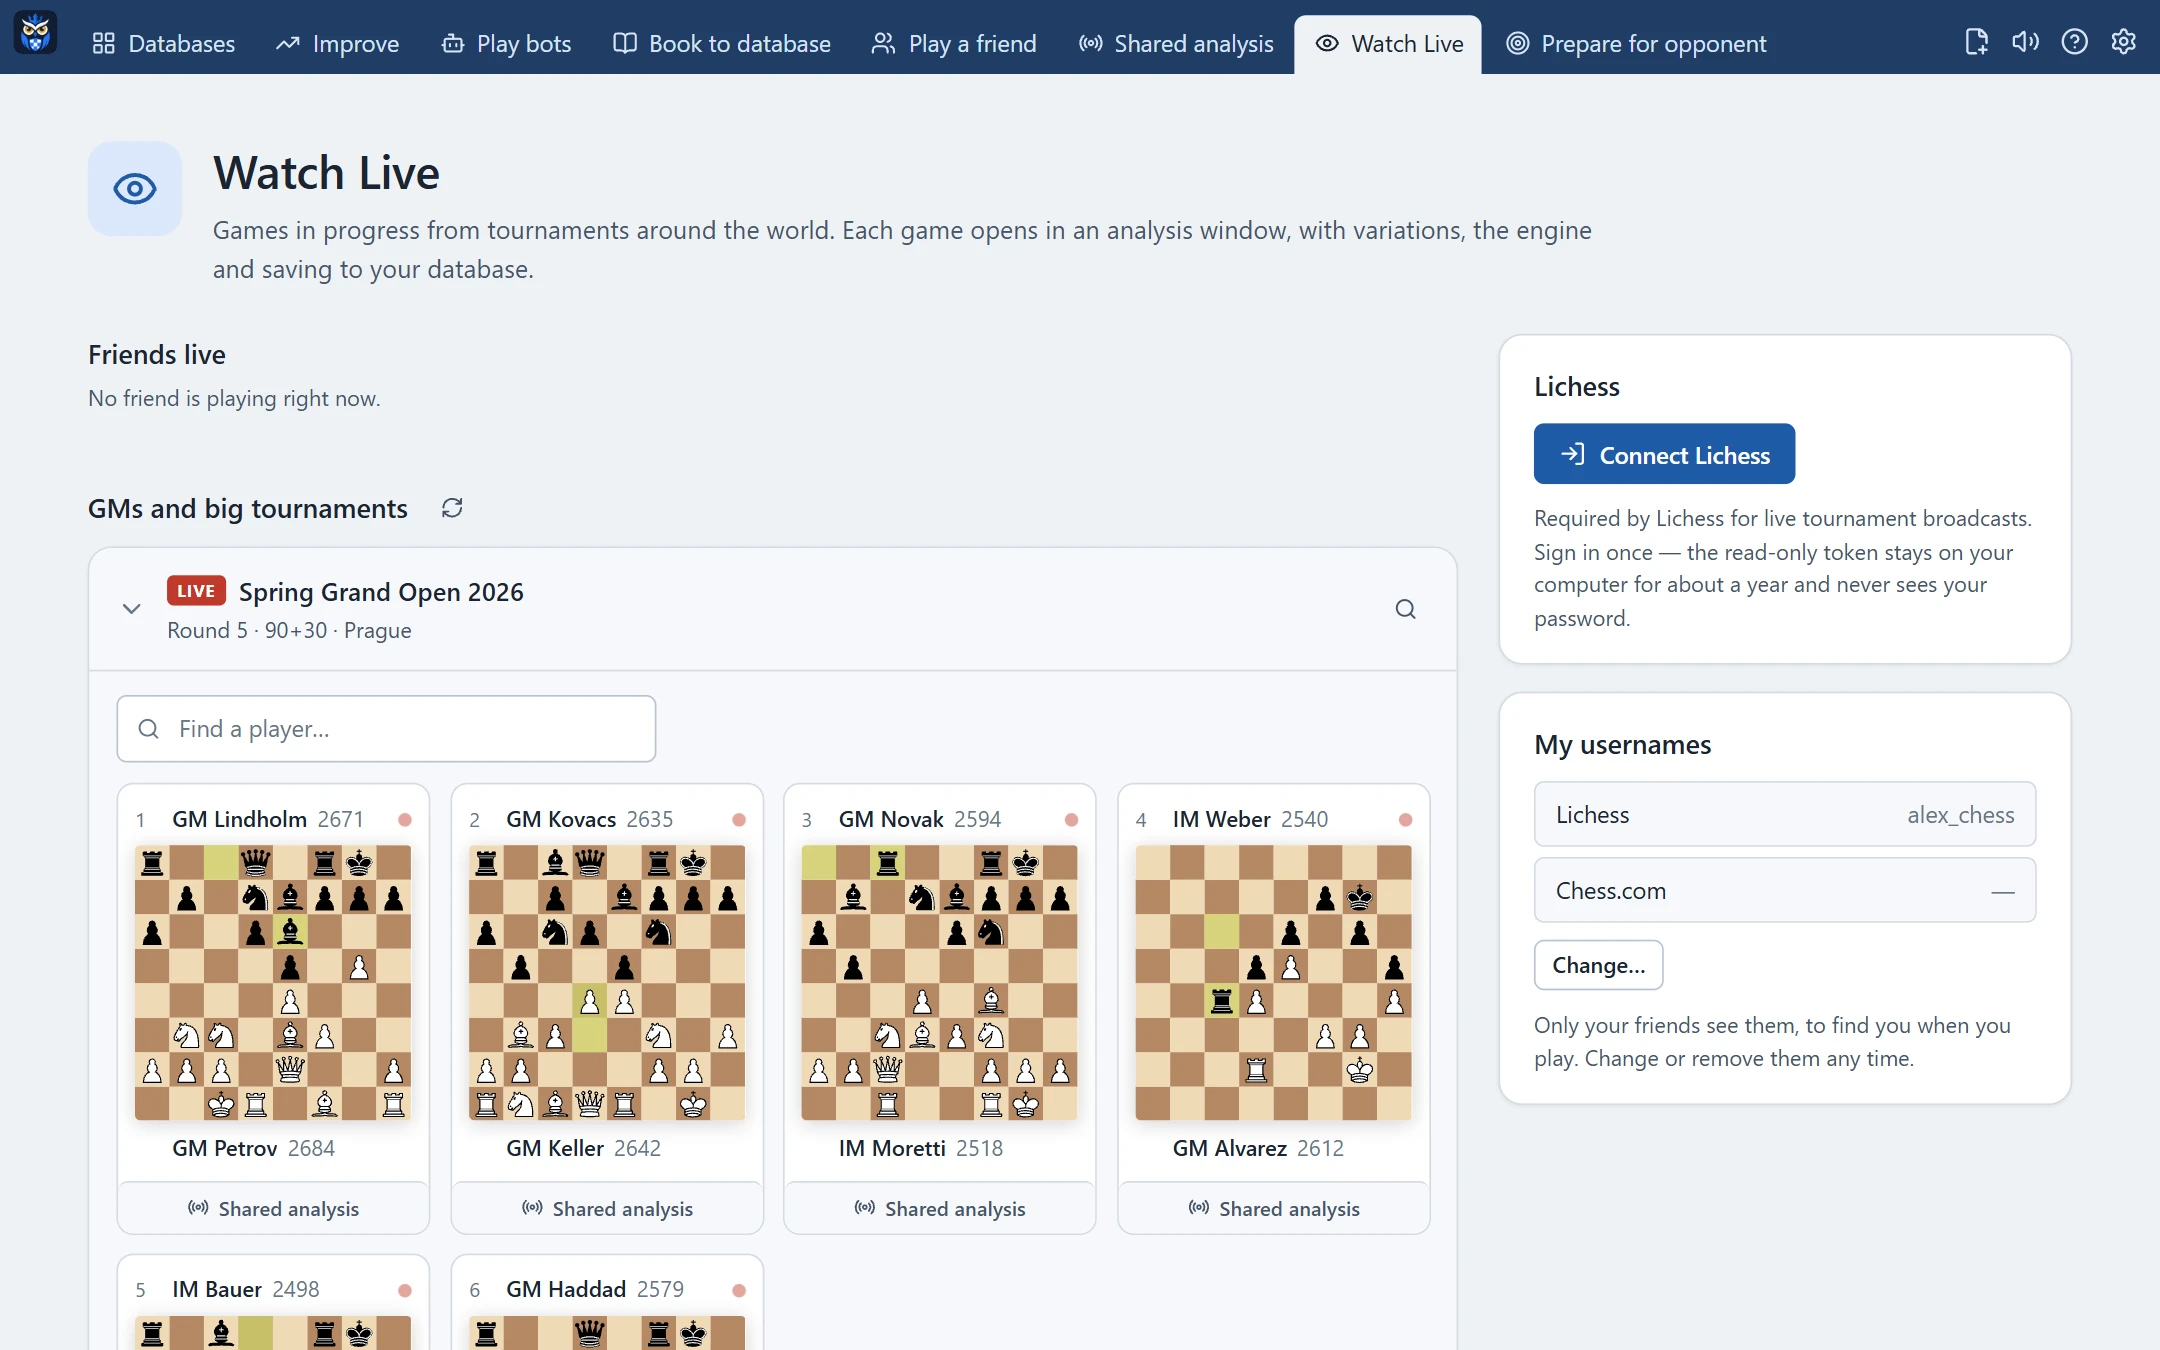 Databases
Improve
Play bots
Book to database
Play a friend
Shared analysis
Watch Live
Prepare for opponent
Watch Live
Games in progress from tournaments around the world. Each game opens in an analysis window, with variations, the engine
and saving to your database.
Friends live
No friend is playing right now.
GMs and big tournaments
LIVE Spring Grand Open 2026
Round 5 · 90+30 · Prague
Find a player...
1 GM Lindholm 2671
GM Petrov 2684
Shared analysis
2 GM Kovacs 2635
GM Keller 2642
Shared analysis
3 GM Novak 2594
IM Moretti 2518
Shared analysis
4 IM Weber 2540
GM Alvarez 2612
Shared analysis
5 IM Bauer 2498
6 GM Haddad 2579
Lichess
Connect Lichess
Required by Lichess for live tournament broadcasts.
Sign in once — the read-only token stays on your
computer for about a year and never sees your
password.
My usernames
Lichess alex_chess
Chess.com —
Change...
Only your friends see them, to find you when you
play. Change or remove them any time.